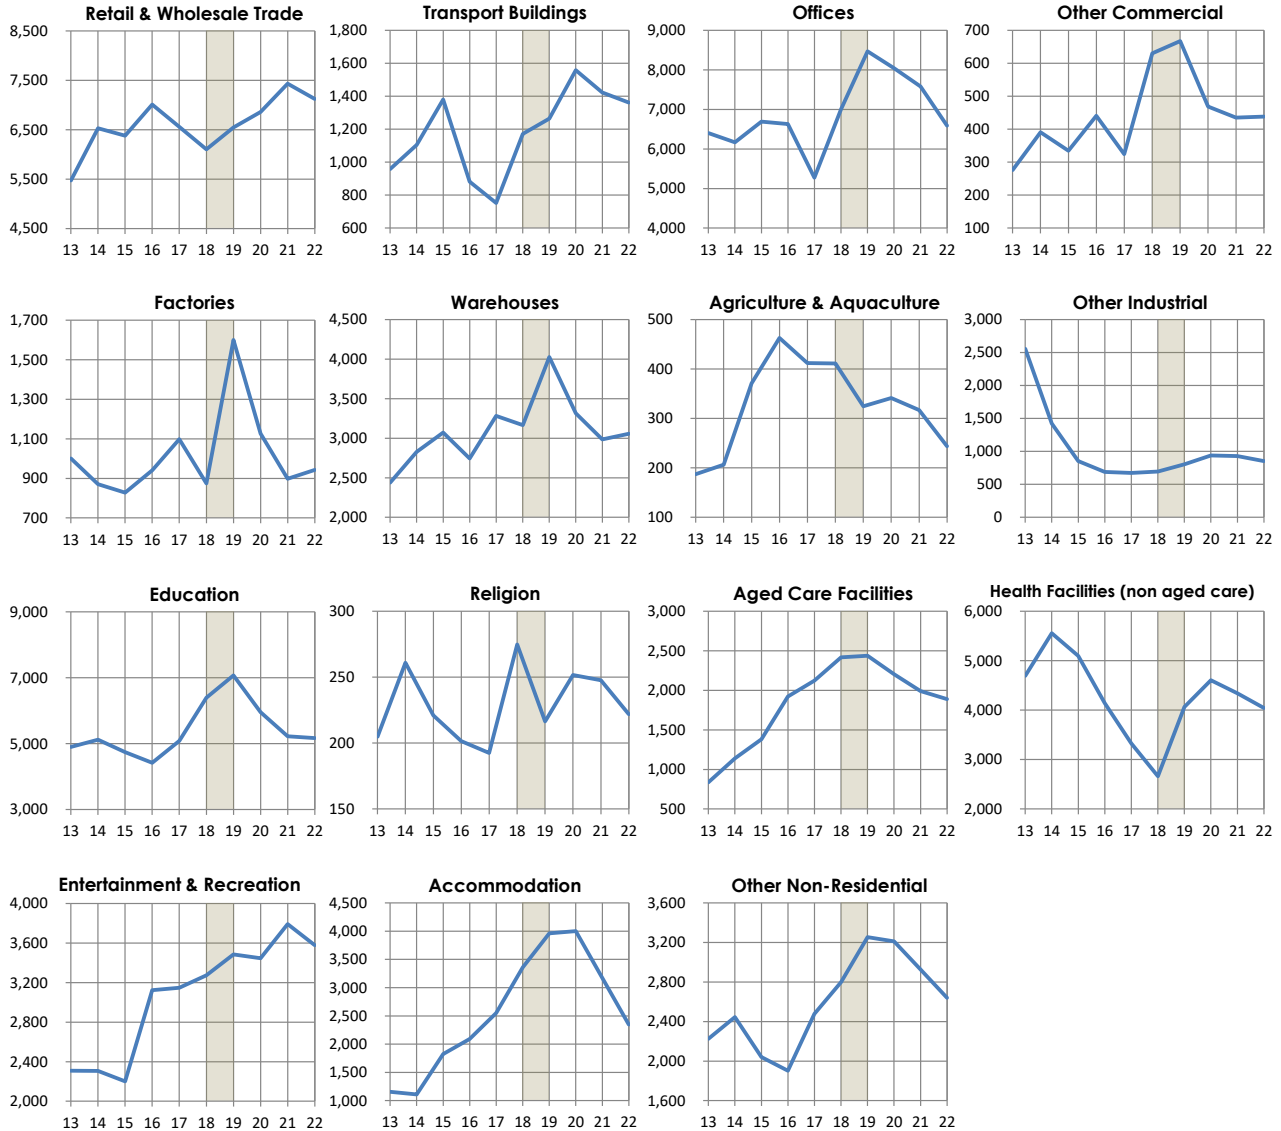 Retail & Wholesale Trade
8,500
7,500
6,500
5,500
4,500
13 14 15 16 17 18 19 20 21 22
Transport Buildings
1,800
1,600
1,400
1,200
1,000
800
600
13 14 15 16 17 18 19 20 21 22
Offices
9,000
8,000
7,000
6,000
5,000
4,000
13 14 15 16 17 18 19 20 21 22
Other Commercial
700
600
500
400
300
200
100
13 14 15 16 17 18 19 20 21 22
Factories
1,700
1,500
1,300
1,100
900
700
13 14 15 16 17 18 19 20 21 22
Warehouses
4,500
4,000
3,500
3,000
2,500
2,000
13 14 15 16 17 18 19 20 21 22
Agriculture & Aquaculture
500
400
300
200
100
13 14 15 16 17 18 19 20 21 22
Other Industrial
3,000
2,500
2,000
1,500
1,000
500
0
13 14 15 16 17 18 19 20 21 22
Education
9,000
7,000
5,000
3,000
13 14 15 16 17 18 19 20 21 22
Religion
300
250
200
150
13 14 15 16 17 18 19 20 21 22
Aged Care Facilities
3,000
2,500
2,000
1,500
1,000
500
13 14 15 16 17 18 19 20 21 22
Health Facilities (non aged care)
6,000
5,000
4,000
3,000
2,000
13 14 15 16 17 18 19 20 21 22
Entertainment & Recreation
4,000
3,600
3,200
2,800
2,400
2,000
13 14 15 16 17 18 19 20 21 22
Accommodation
4,500
4,000
3,500
3,000
2,500
2,000
1,500
1,000
13 14 15 16 17 18 19 20 21 22
Other Non-Residential
3,600
3,200
2,800
2,400
2,000
1,600
13 14 15 16 17 18 19 20 21 22